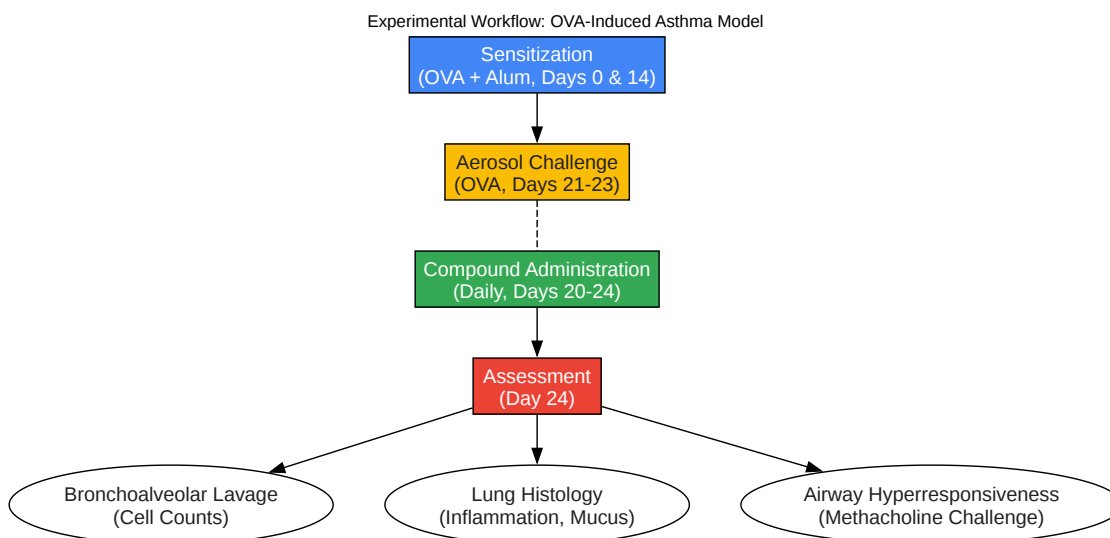 Experimental Workflow: OVA-Induced Asthma Model
Sensitization
(OVA + Alum, Days 0 & 14)
Aerosol Challenge
(OVA, Days 21-23)
Compound Administration
(Daily, Days 20-24)
Assessment
(Day 24)
Bronchoalveolar Lavage
(Cell Counts)
Lung Histology
(Inflammation, Mucus)
Airway Hyperresponsiveness
(Methacholine Challenge)